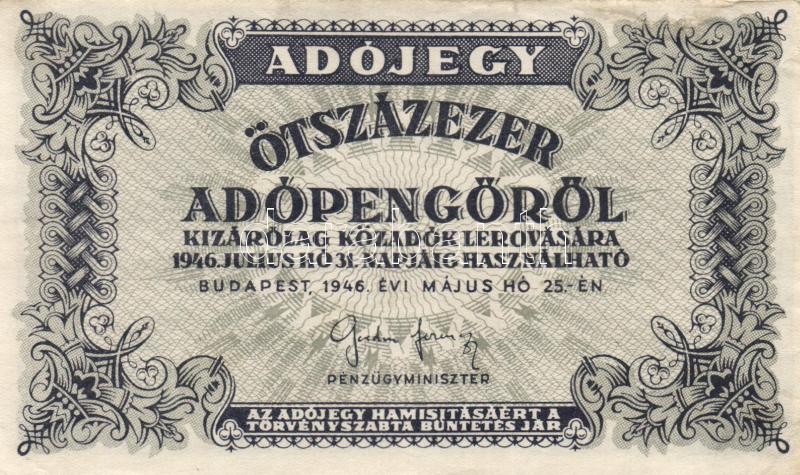 ADÓJEGY
ÖTSZÁZEZER
ADÓPENGŐRŐL
KIZÁRÓLAG KÖZADÓK LEROVÁSÁRA
1946. JULIUS HÓ 31. NAPJÁIG HASZNÁLHATÓ
BUDAPEST, 1946. ÉVI MÁJUS HÓ 25.-ÉN
PÉNZÜGYMINISZTER
AZ ADÓJEGY HAMISITÁSÁÉRT A
TÖRVÉNYSZABTA BÜNTETÉS JÁR